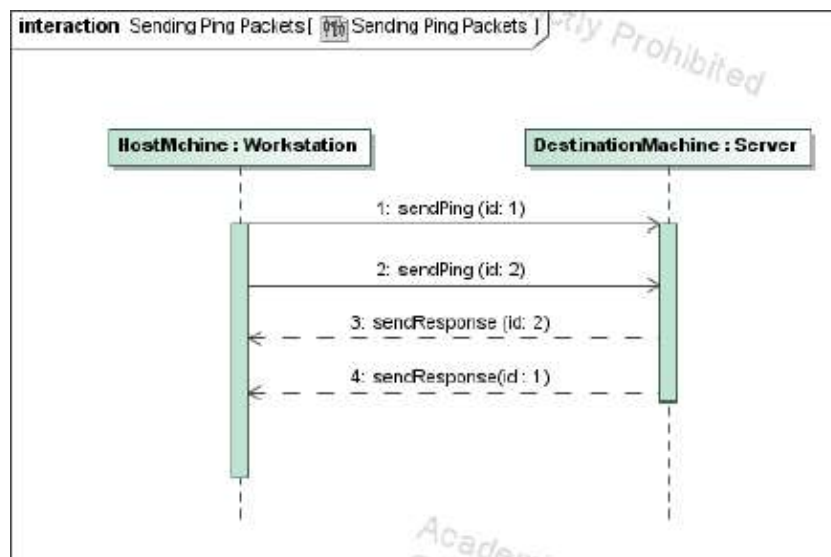 interaction Sending Ping Packets[ Sending Ping Packets ]
Prohibited
HostMchine : Workstation
DestinationMachine : Server
1: sendPing (id: 1)
2: sendPing (id: 2)
3: sendResponse (id: 2)
4: sendResponse(id : 1)